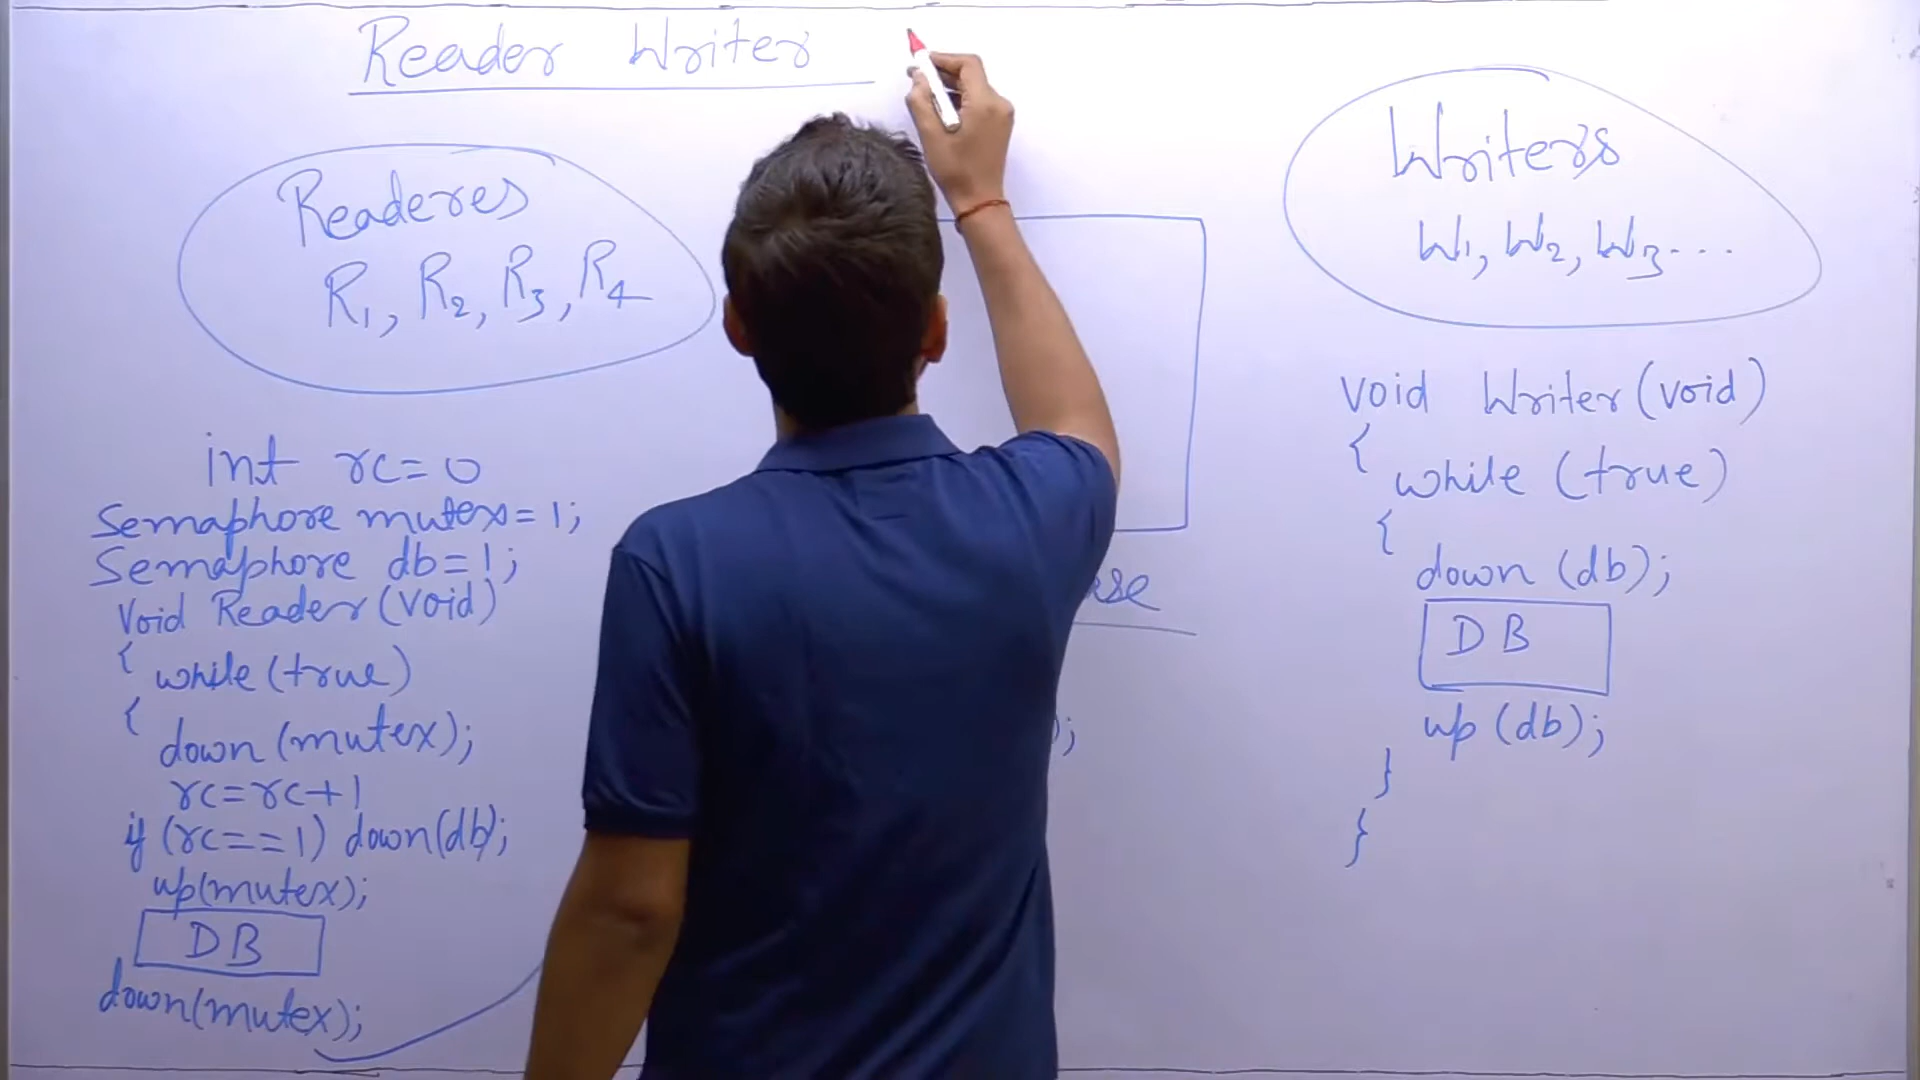 Reader Writer
Readeres
R1, R2, R3, R4
int rc=0
Semaphore mutex=1;
Semaphore db=1;
Void Reader(void)
{ while(true)
{
down(mutex);
rc=rc+1
if (rc==1) down(db);
up(mutex);
DB
down(mutex);
);
Writers
W1, W2, W3...
void Writer(void)
{ while (true)
{
down (db);
DB
up (db);
}
}